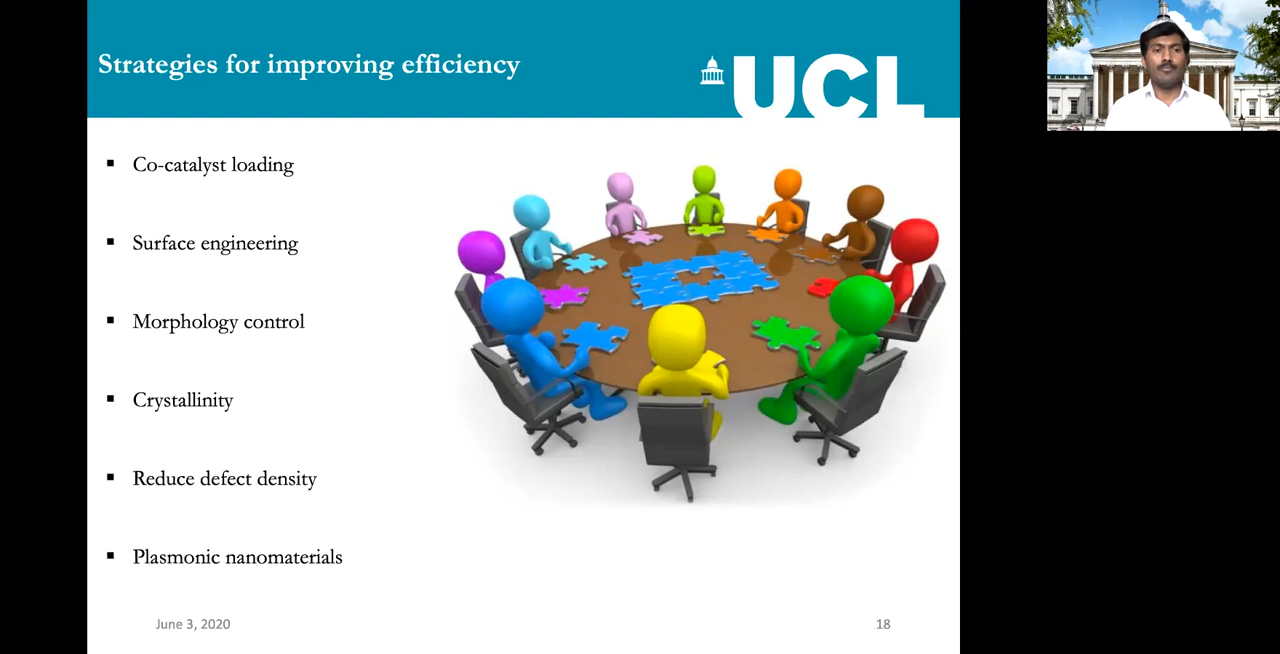 Strategies for improving efficiency
UCL
▪ Co-catalyst loading
▪ Surface engineering
▪ Morphology control
▪ Crystallinity
▪ Reduce defect density
▪ Plasmonic nanomaterials
June 3, 2020
18